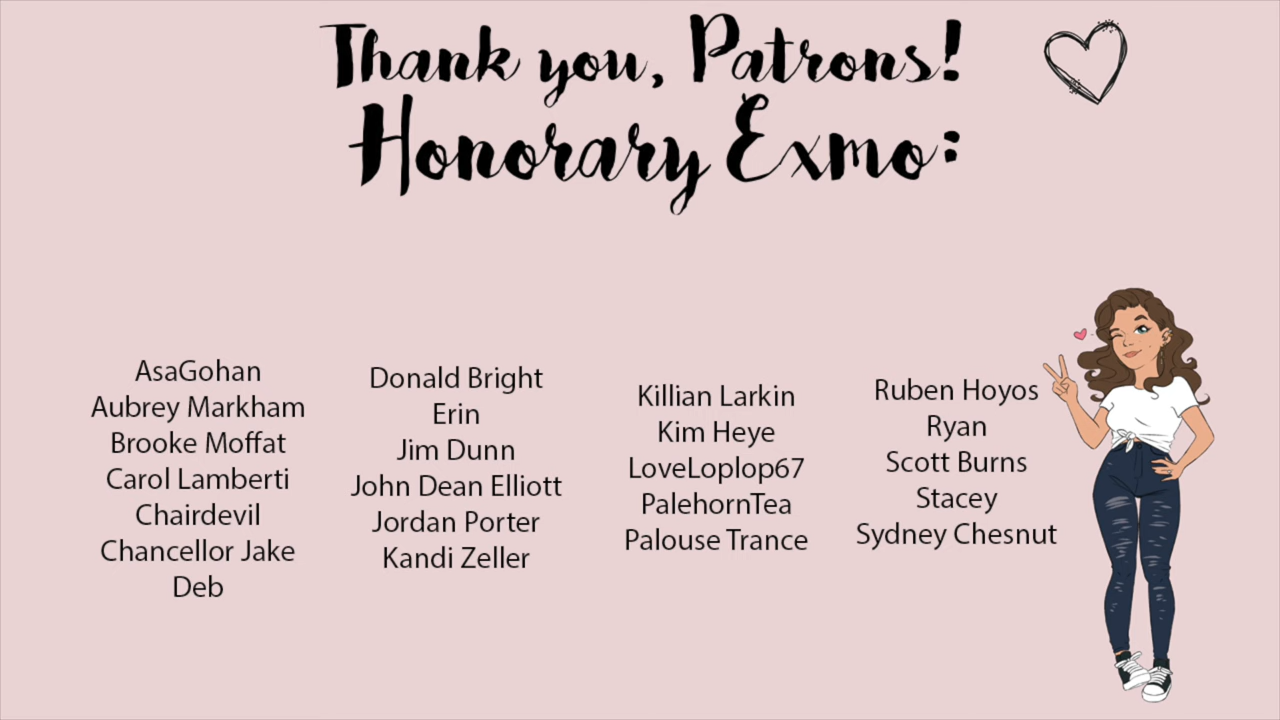 Thank you, Patrons!
Honorary Exmo:
AsaGohan
Aubrey Markham
Brooke Moffat
Carol Lamberti
Chairdevil
Chancellor Jake
Deb
Donald Bright
Erin
Jim Dunn
John Dean Elliott
Jordan Porter
Kandi Zeller
Killian Larkin
Kim Heye
LoveLoplop67
PalehornTea
Palouse Trance
Ruben Hoyos
Ryan
Scott Burns
Stacey
Sydney Chesnut